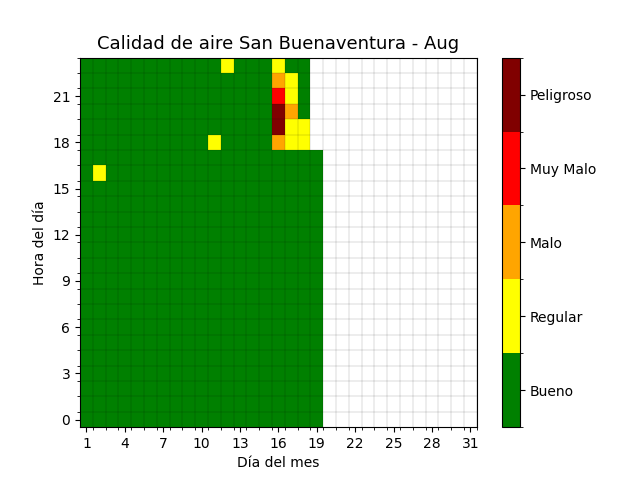 Calidad de aire San Buenaventura - Aug
Hora del día
21
18
15
12
9
6
3
0
1 4 7 10 13 16 19 22 25 28 31
Día del mes
Peligroso
Muy Malo
Malo
Regular
Bueno